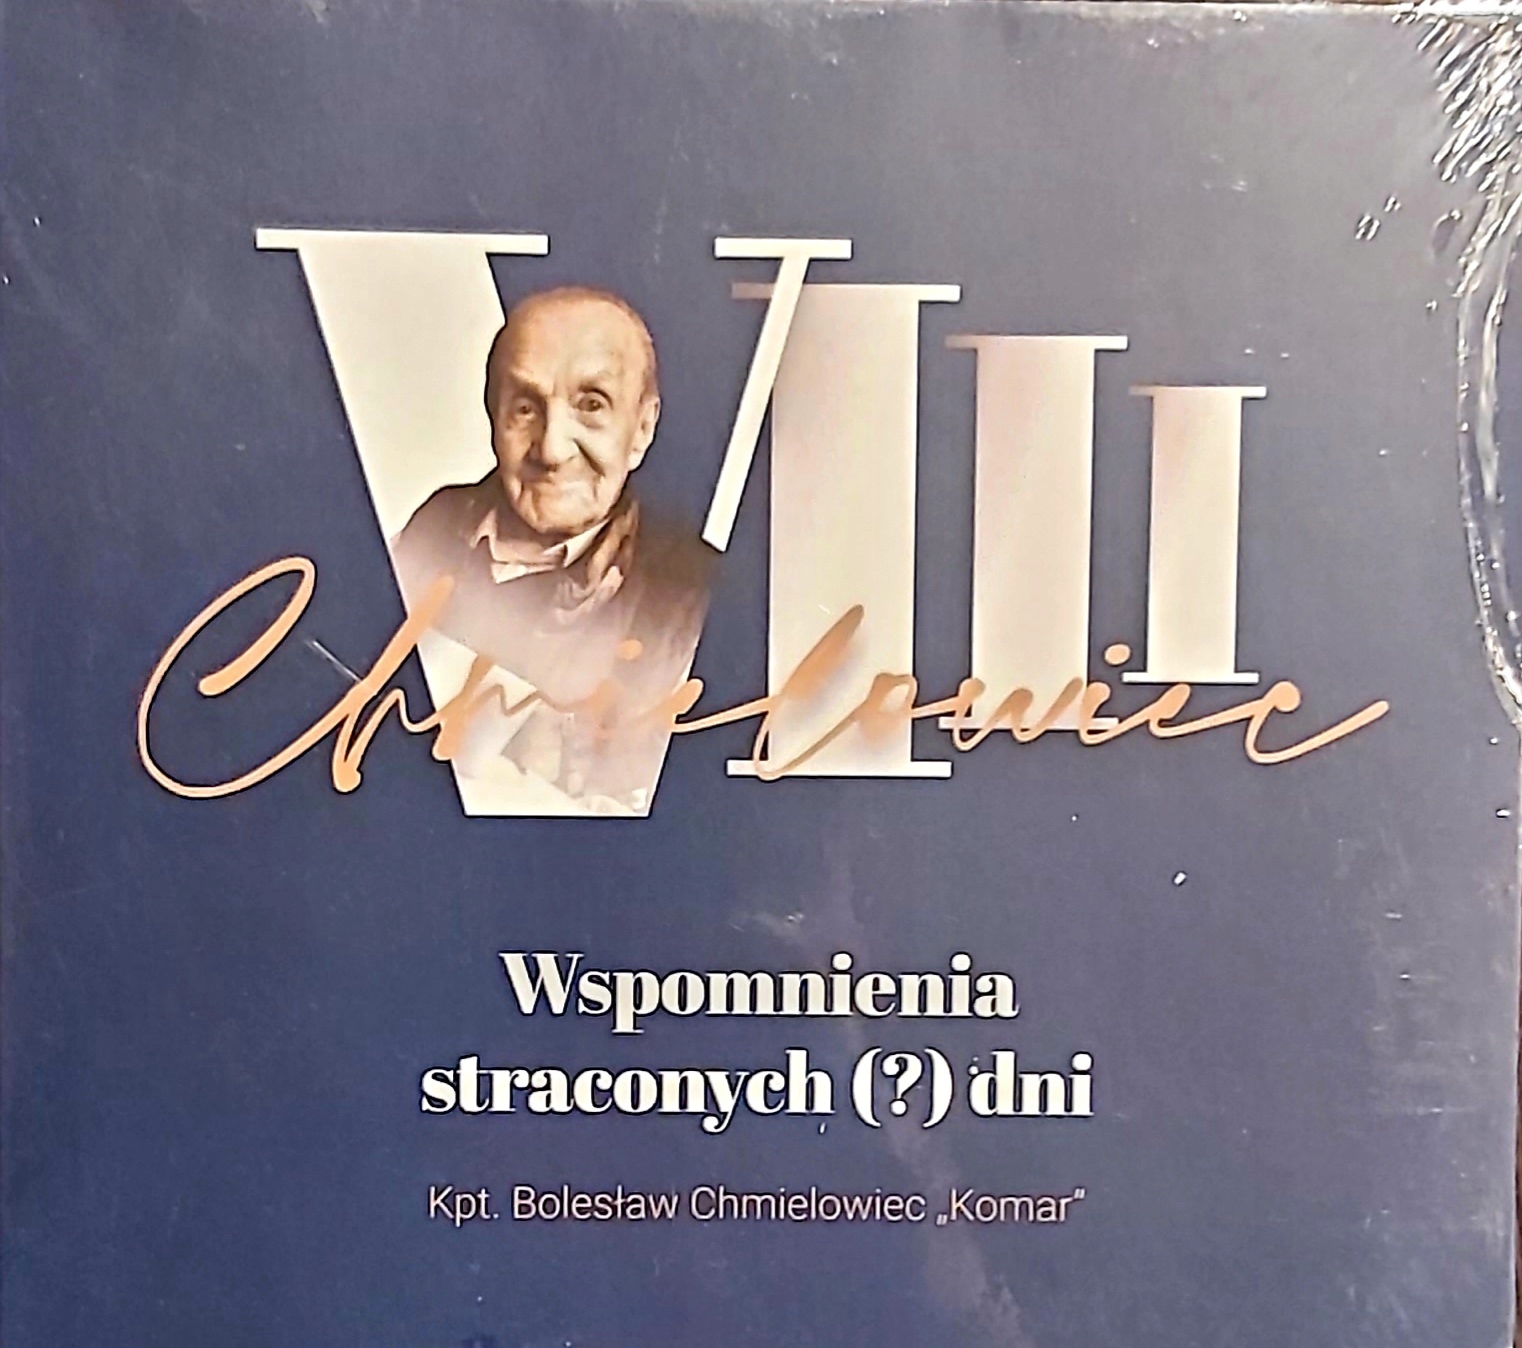 VIII
Chmielowiec
Wspomnienia
straconych (?) dni
Kpt. Bolesław Chmielowiec „Komar”